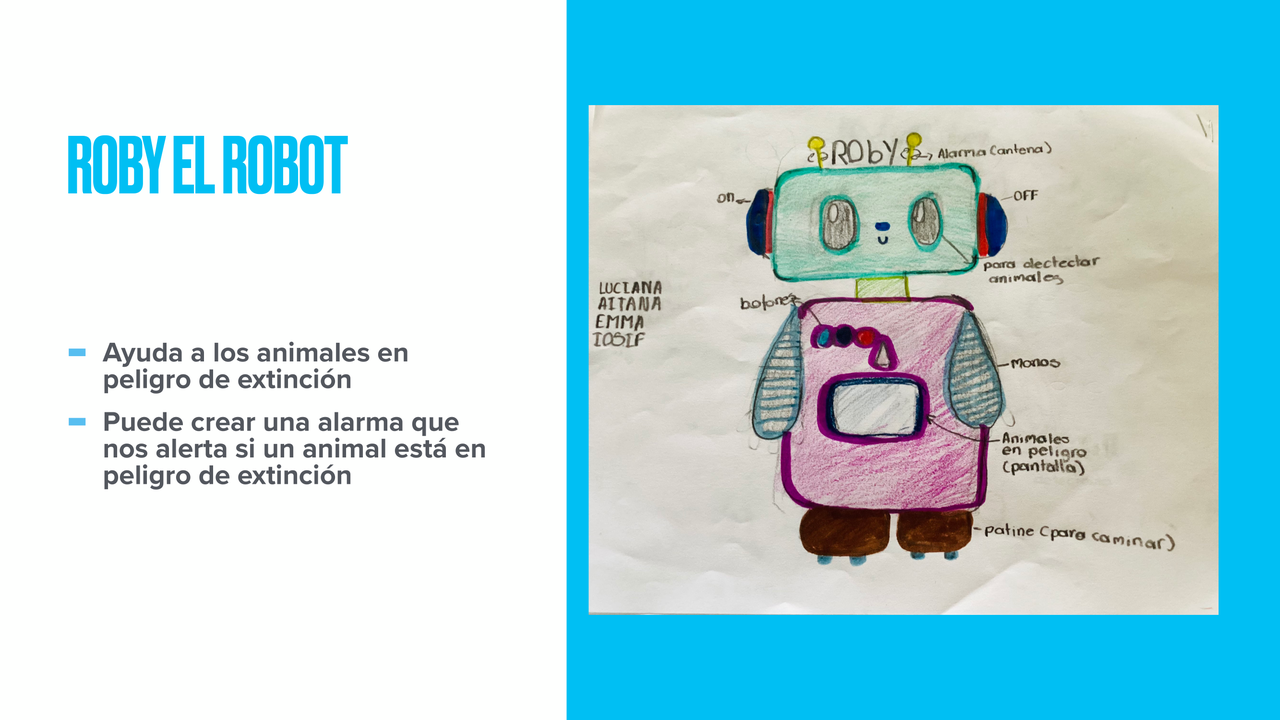 ROBY EL ROBOT
Ayuda a los animales en
peligro de extinción
Puede crear una alarma que
nos alerta si un animal está en
peligro de extinción
RObY
Alarma (antena)
on
OFF
para dectectar
animales
LUCIANA
AITANA
EMMA
IOSIF
botones
Manos
Animales
en peligro
(pantalla)
patine (para caminar)